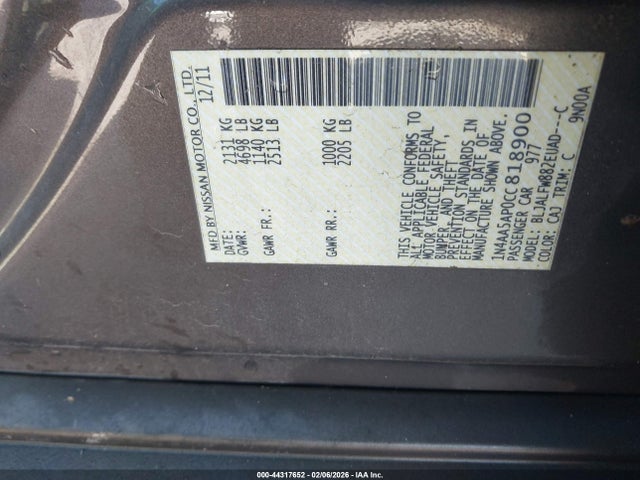 MFD BY NISSAN MOTOR CO., LTD.
DATE: 12/11
GVWR: 2131 KG
4698 LB
GAWR FR: 1140 KG
2513 LB
GAWR RR: 1000 KG
2205 LB
THIS VEHICLE CONFORMS TO
ALL APPLICABLE FEDERAL
MOTOR VEHICLE SAFETY,
BUMPER, AND THEFT
PREVENTION STANDARDS IN
EFFECT ON THE DATE OF
MANUFACTURE SHOWN ABOVE.
1N4AA5AP0CC818900
PASSENGER CAR 977
MODEL: BLJALFW882EUAD---C
COLOR: CAJ TRIM: C 9N00A
000-44317652 - 02/06/2026 - IAA Inc.